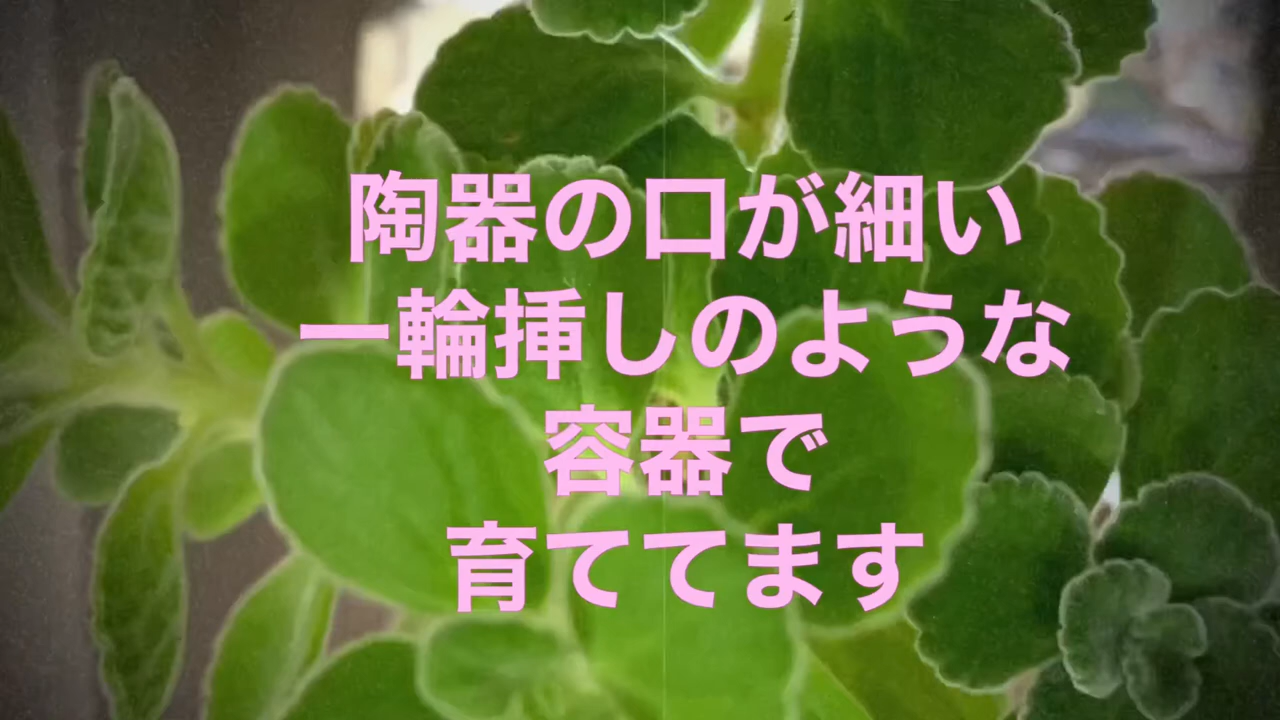 陶器の口が細い
一輪挿しのような
容器で
育ててます